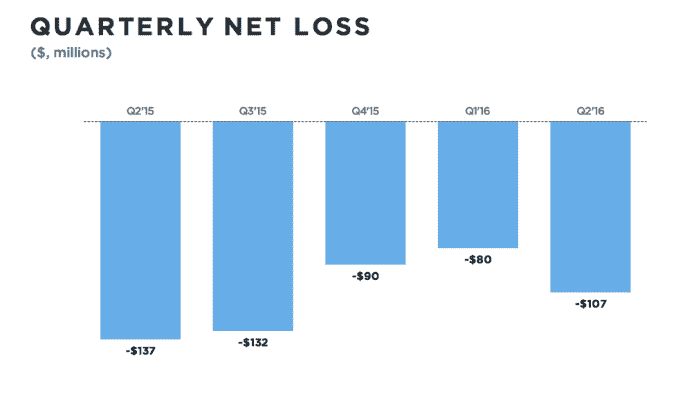 QUARTERLY NET LOSS
($, millions)
Q2'15 Q3'15 Q4'15 Q1'16 Q2'16
-$137 -$132 -$90 -$80 -$107